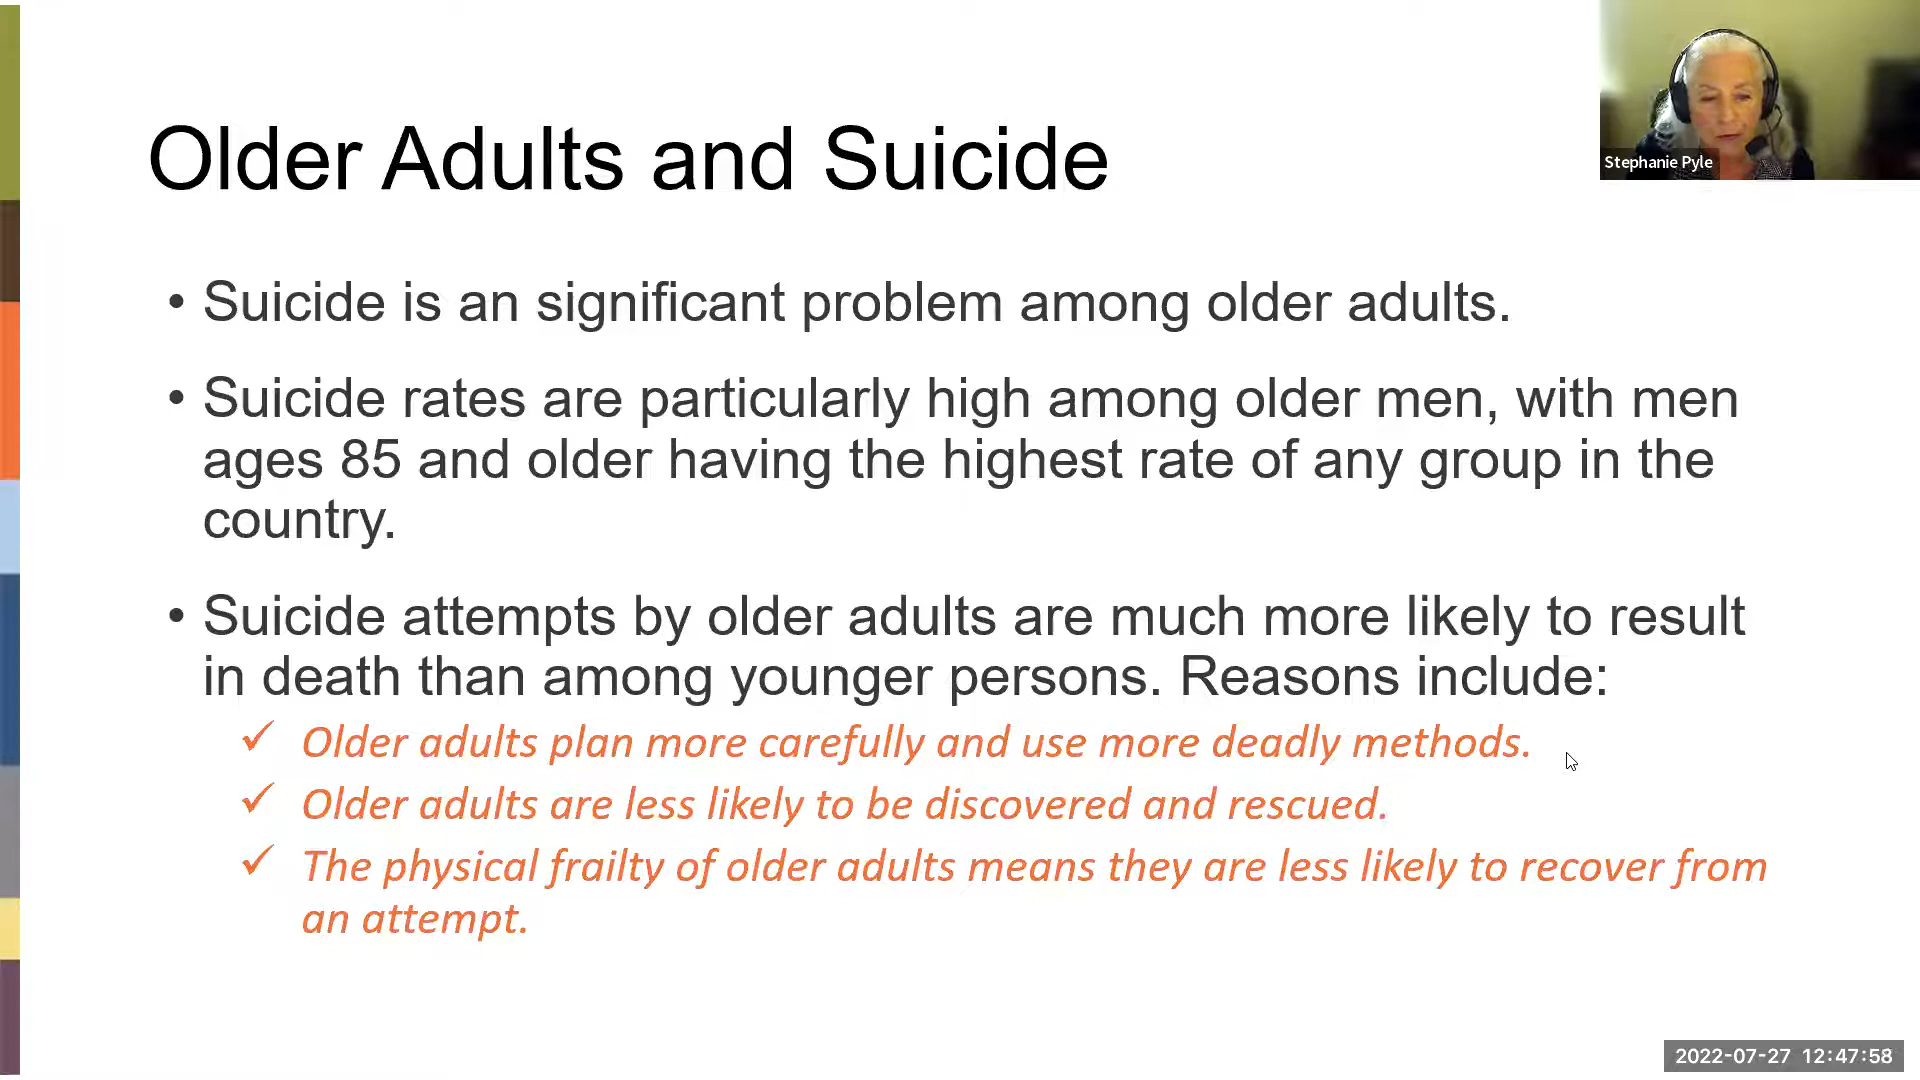 Older Adults and Suicide
Stephanie Pyle
• Suicide is an significant problem among older adults.
• Suicide rates are particularly high among older men, with men
ages 85 and older having the highest rate of any group in the
country.
• Suicide attempts by older adults are much more likely to result
in death than among younger persons. Reasons include:
✓ Older adults plan more carefully and use more deadly methods.
✓ Older adults are less likely to be discovered and rescued.
✓ The physical frailty of older adults means they are less likely to recover from
an attempt.
2022-07-27 12:47:58